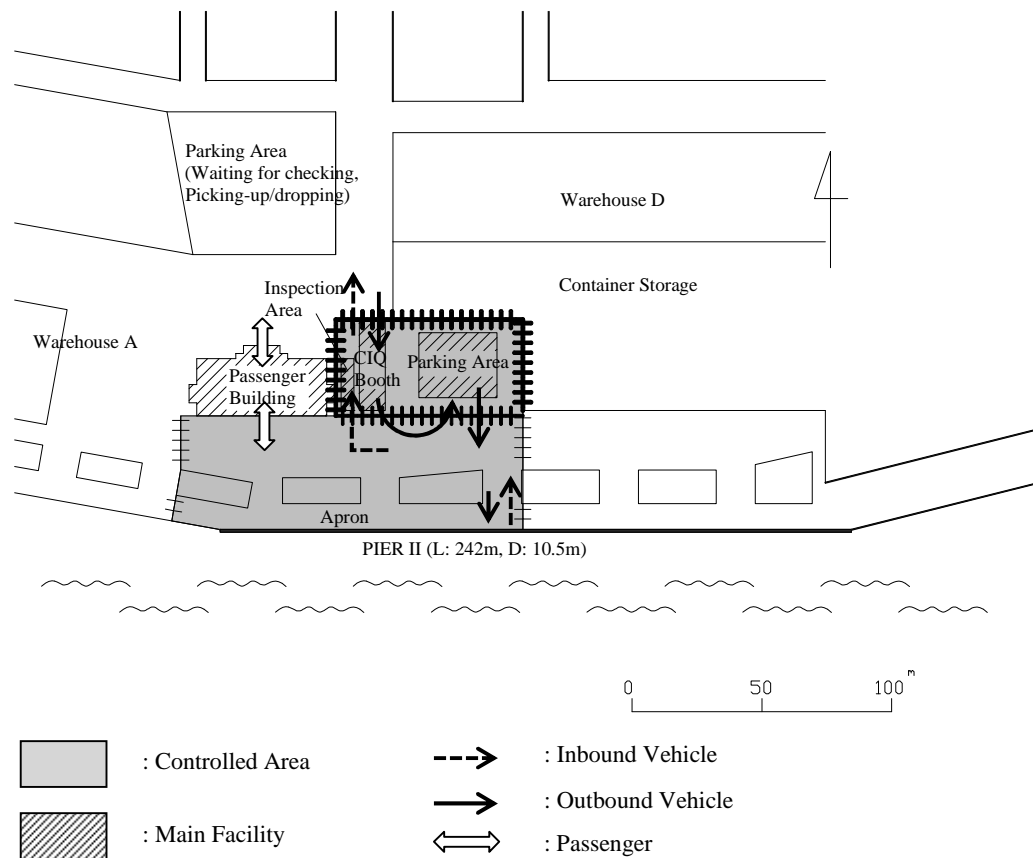 Parking Area
(Waiting for checking,
Picking-up/dropping)
Warehouse D
Inspection
Area
Container Storage
Warehouse A
CIQ
Booth
Parking Area
Passenger
Building
Apron
PIER II (L: 242m, D: 10.5m)
0 50 100 m
: Controlled Area
: Inbound Vehicle
: Outbound Vehicle
: Main Facility
: Passenger